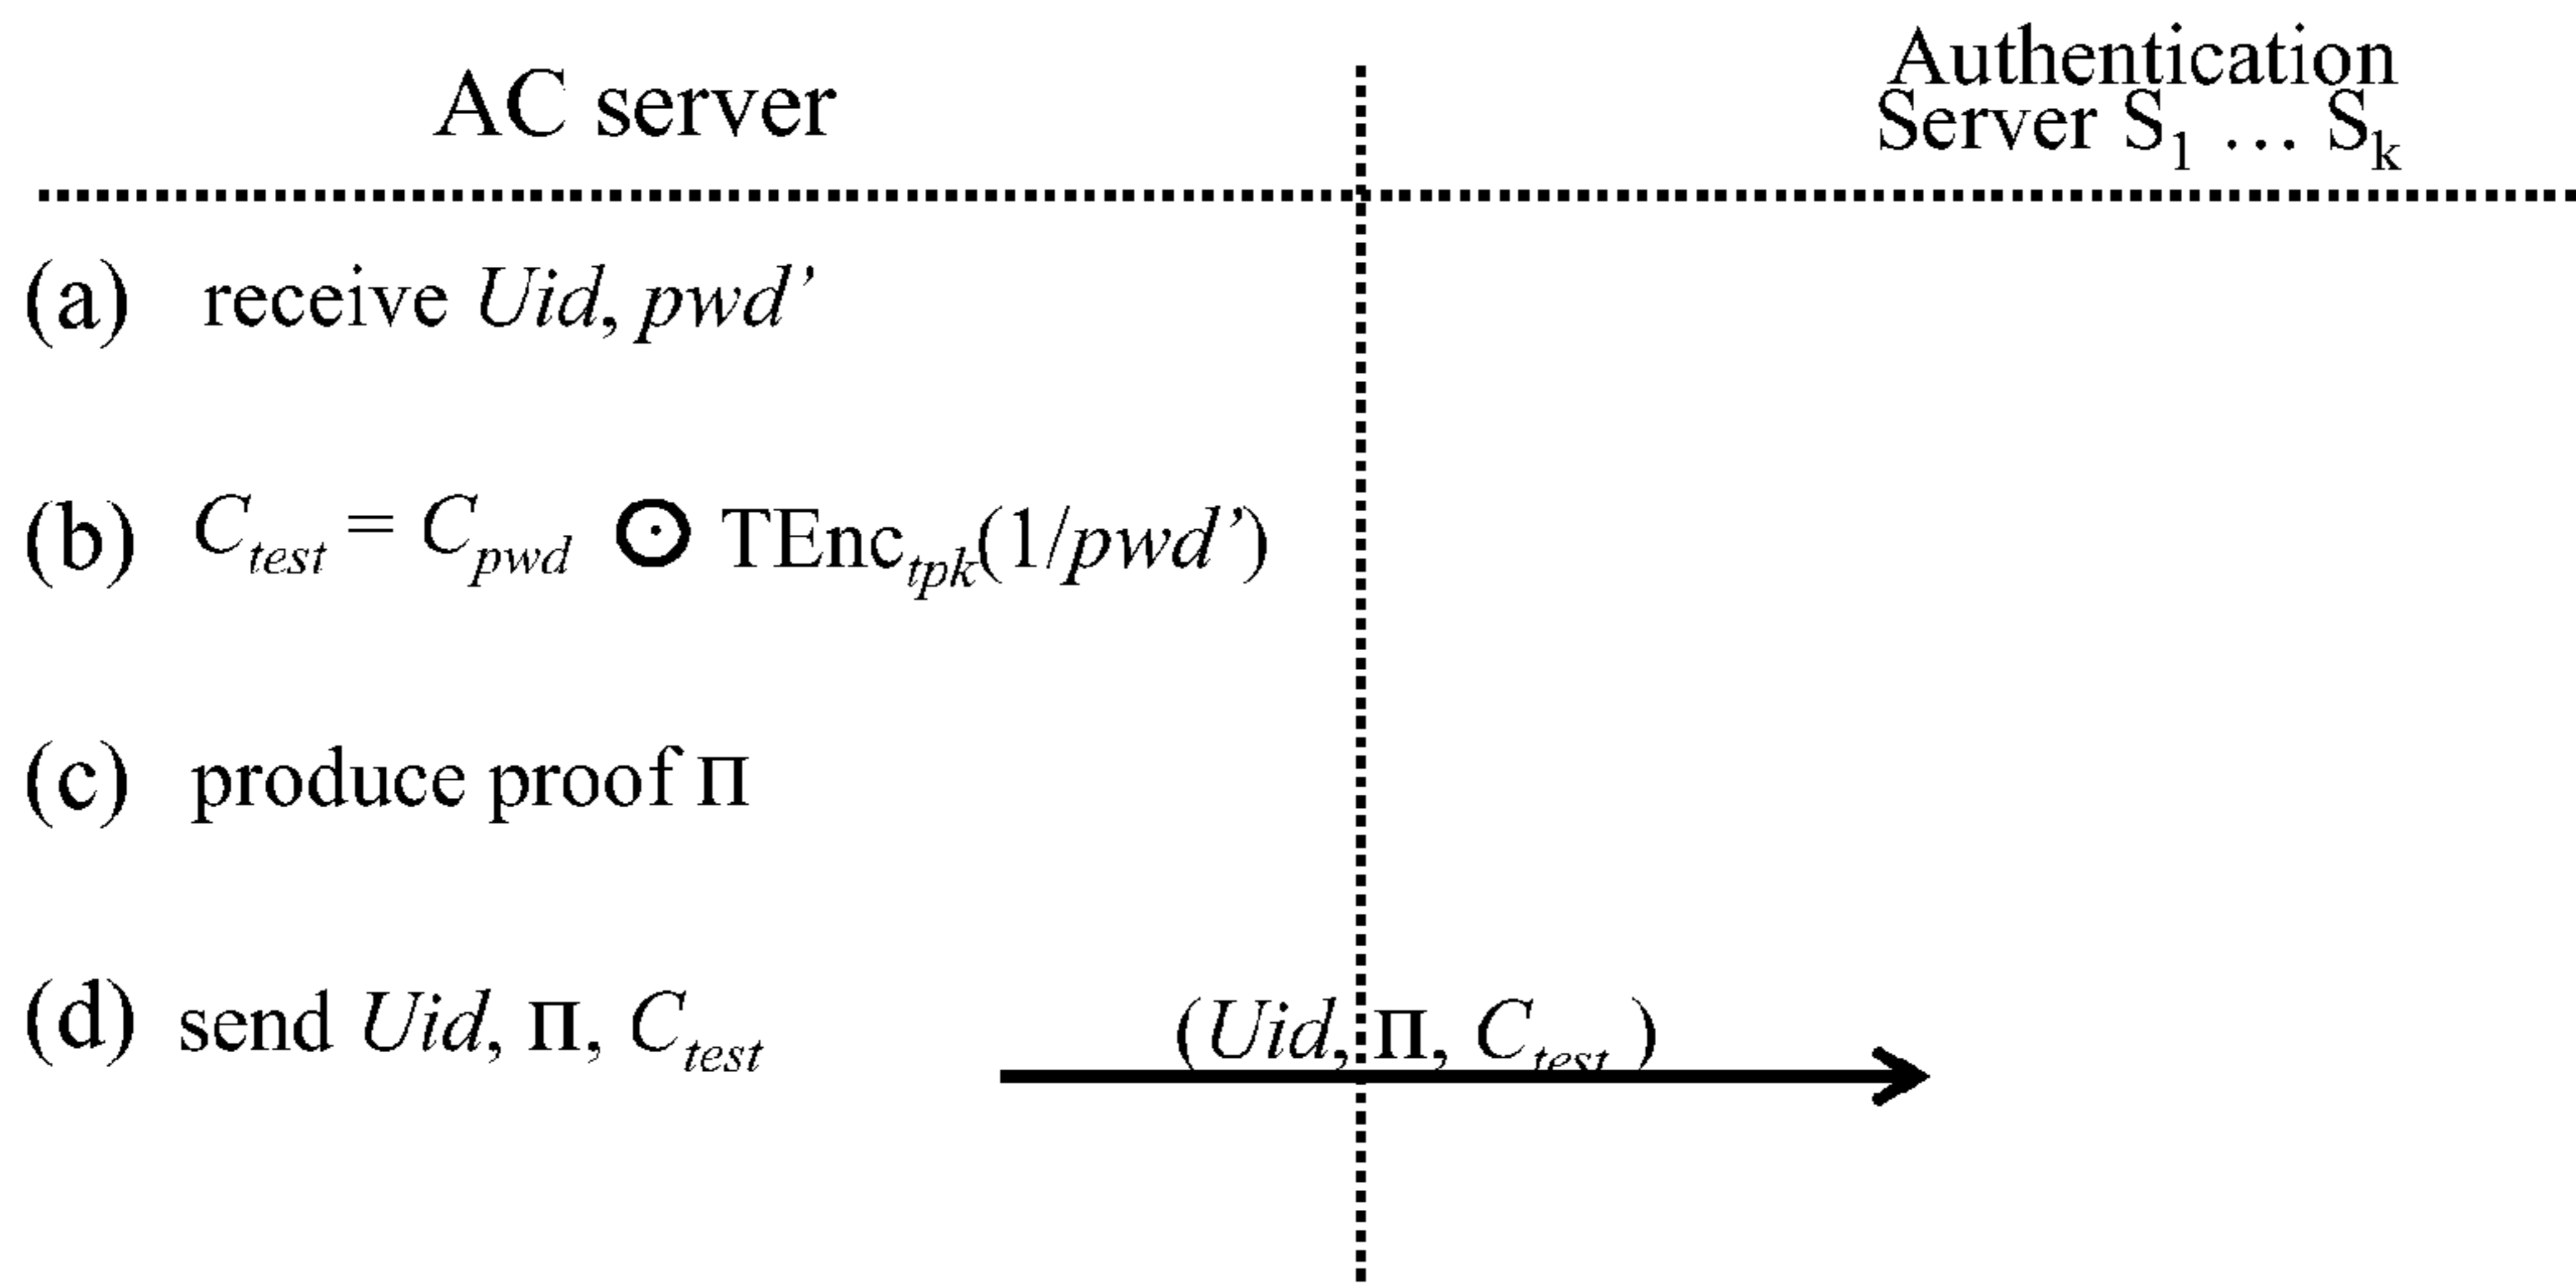 AC server
Authentication
Server S1 … Sk
(a) receive Uid, pwd’
(b) Ctest = Cpwd ⊙ TEnctpk(1/pwd’)
(c) produce proof Π
(d) send Uid, Π, Ctest
(Uid, Π, Ctest )